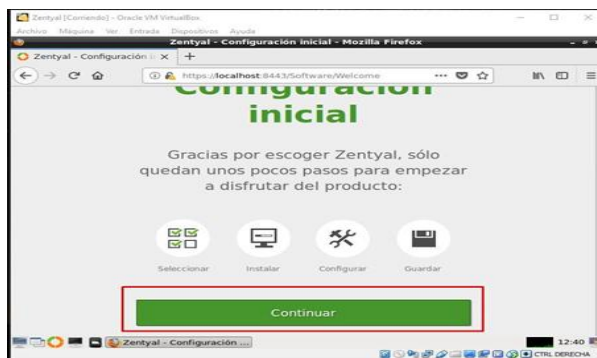 Zentyal [Corriendo] - Oracle VM VirtualBox
Archivo Máquina Ver Entrada Dispositivos Ayuda
Zentyal - Configuración inicial - Mozilla Firefox
Zentyal - Configuración i
https://localhost:8443/Software/Welcome
Configuración
inicial
Gracias por escoger Zentyal, sólo
quedan unos pocos pasos para empezar
a disfrutar del producto:
Seleccionar Instalar Configurar Guardar
Continuar
Zentyal - Configuración ...
12:40
CTRL DERECHA